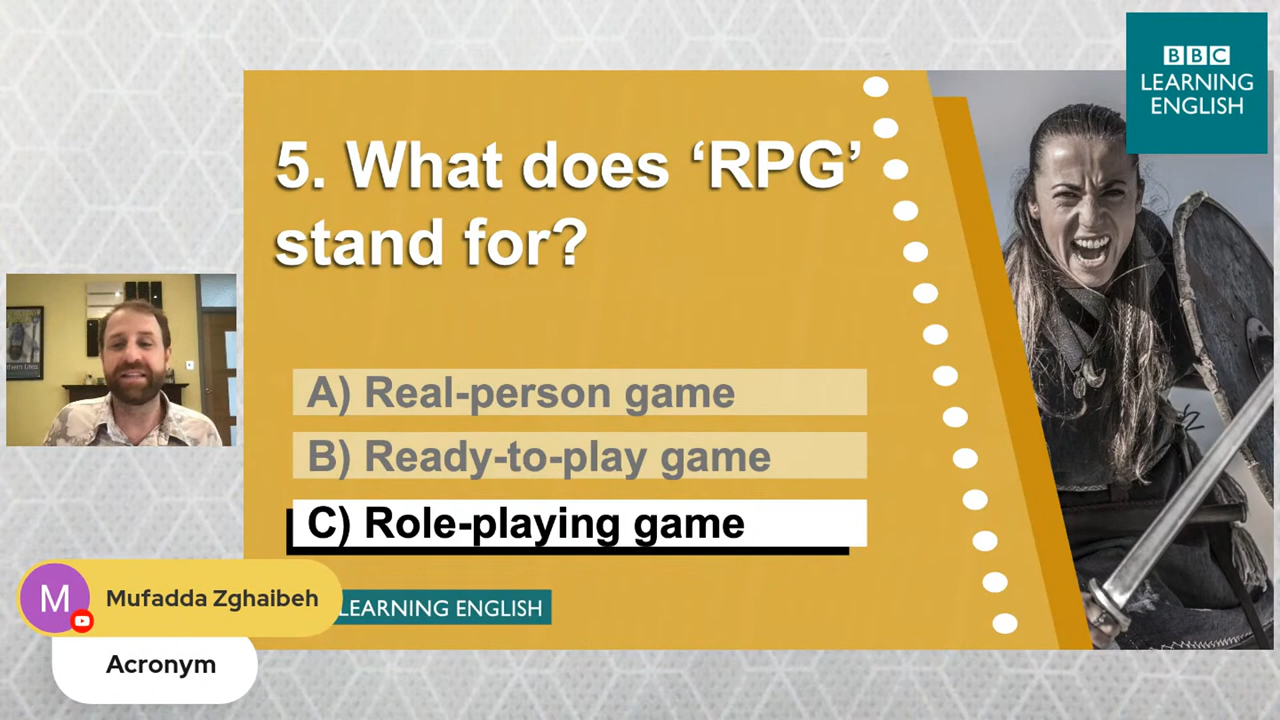 BBC
LEARNING
ENGLISH
5. What does ‘RPG’
stand for?
A) Real-person game
B) Ready-to-play game
C) Role-playing game
LEARNING ENGLISH
M
Mufadda Zghaibeh
Acronym